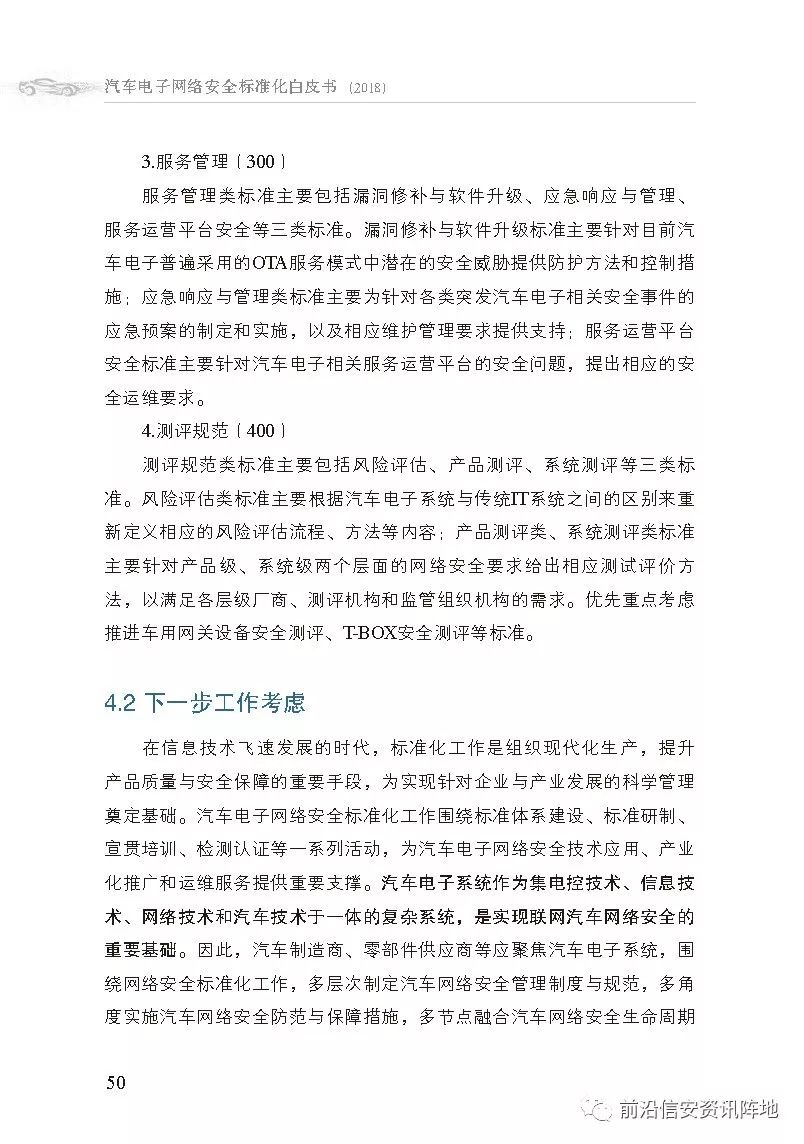 汽车电子网络安全标准化白皮书 (2018)
3.服务管理（300）
服务管理类标准主要包括漏洞修补与软件升级、应急响应与管理、
服务运营平台安全等三类标准。漏洞修补与软件升级标准主要针对目前汽
车电子普遍采用的OTA服务模式中潜在的安全威胁提供防护方法和控制措
施；应急响应与管理类标准主要为针对各类突发汽车电子相关安全事件的
应急预案的制定和实施，以及相应维护管理要求提供支持；服务运营平台
安全标准主要针对汽车电子相关服务运营平台的安全问题，提出相应的安
全运维要求。
4.测评规范（400）
测评规范类标准主要包括风险评估、产品测评、系统测评等三类标
准。风险评估类标准主要根据汽车电子系统与传统IT系统之间的区别来重
新定义相应的风险评估流程、方法等内容；产品测评类、系统测评类标准
主要针对产品级、系统级两个层面的网络安全要求给出相应测试评价方
法，以满足各层级厂商、测评机构和监管组织机构的需求。优先重点考虑
推进车用网关设备安全测评、T-BOX安全测评等标准。
4.2 下一步工作考虑
在信息技术飞速发展的时代，标准化工作是组织现代化生产，提升
产品质量与安全保障的重要手段，为实现针对企业与产业发展的科学管理
奠定基础。汽车电子网络安全标准化工作围绕标准体系建设、标准研制、
宣贯培训、检测认证等一系列活动，为汽车电子网络安全技术应用、产业
化推广和运维服务提供重要支撑。汽车电子系统作为集电控技术、信息技
术、网络技术和汽车技术于一体的复杂系统，是实现联网汽车网络安全的
重要基础。因此，汽车制造商、零部件供应商等应聚焦汽车电子系统，围
绕网络安全标准化工作，多层次制定汽车网络安全管理制度与规范，多角
度实施汽车网络安全防范与保障措施，多节点融合汽车网络安全生命周期
50
前沿信安资讯阵地